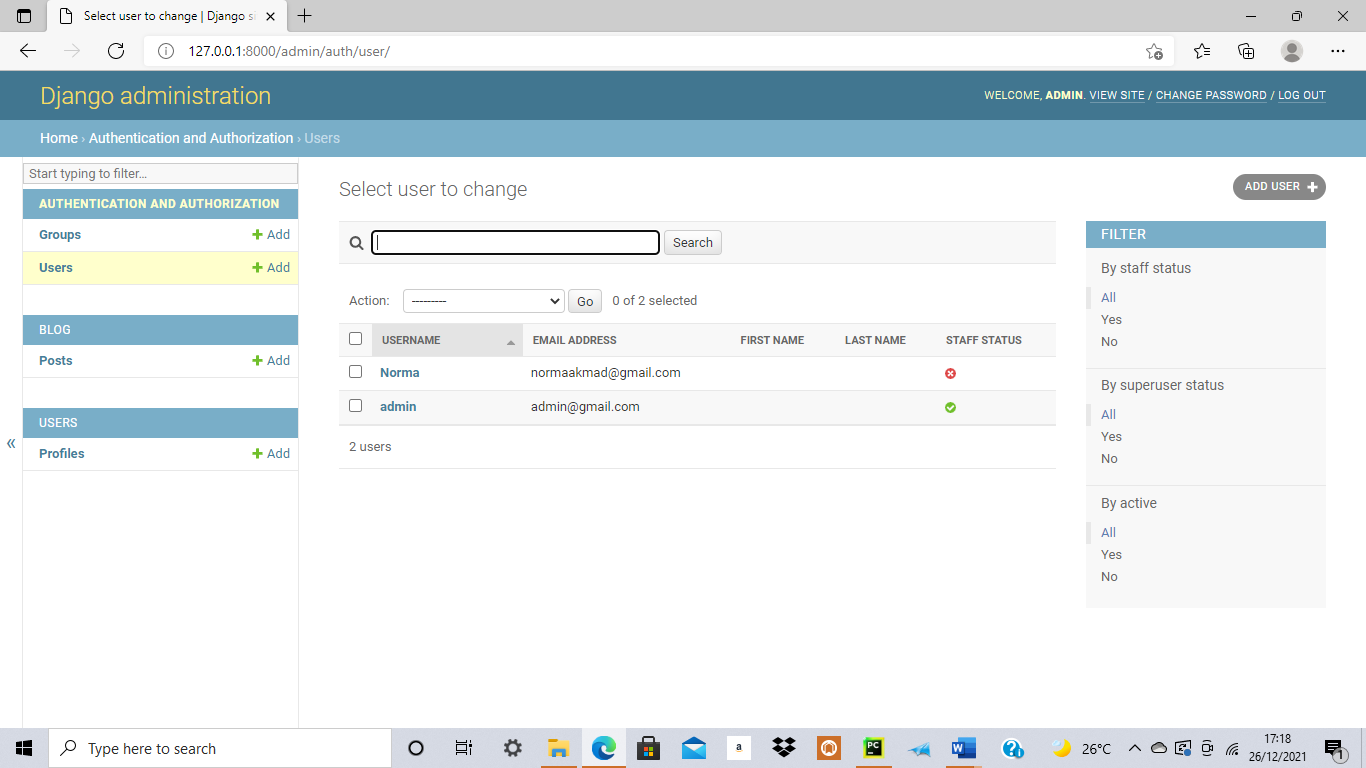 Select user to change | Django s
127.0.0.1:8000/admin/auth/user/
Django administration
WELCOME, ADMIN. VIEW SITE / CHANGE PASSWORD / LOG OUT
Home › Authentication and Authorization › Users
Start typing to filter...
AUTHENTICATION AND AUTHORIZATION
Groups + Add
Users + Add
BLOG
Posts + Add
USERS
Profiles + Add
«
Select user to change
ADD USER +
Search
Action: --------- Go 0 of 2 selected
USERNAME EMAIL ADDRESS FIRST NAME LAST NAME STAFF STATUS
Norma normaakmad@gmail.com
admin admin@gmail.com
2 users
FILTER
By staff status
All
Yes
No
By superuser status
All
Yes
No
By active
All
Yes
No
Type here to search
a
PC
W
26°C
17:18
26/12/2021
1